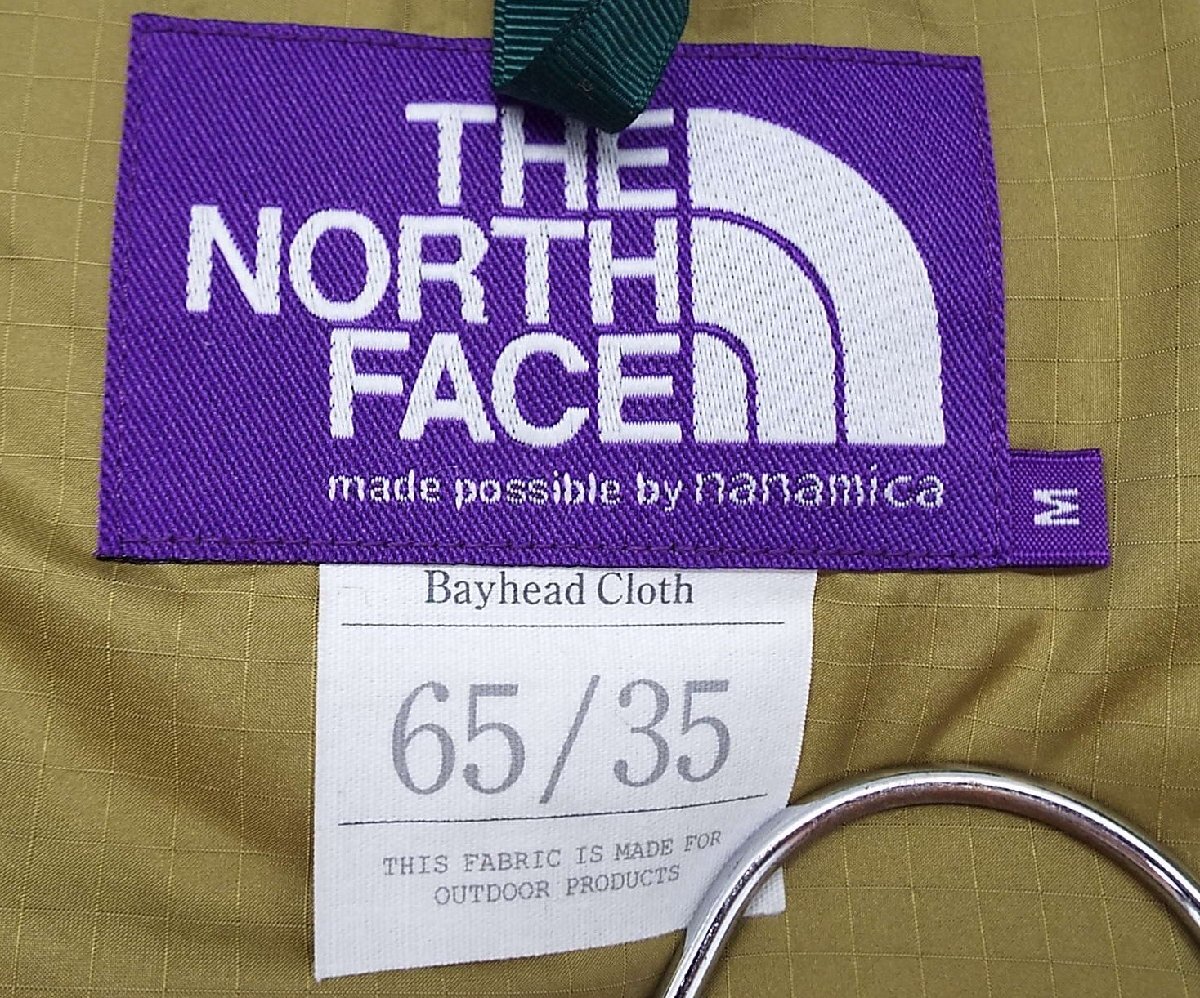 THE
NORTH
FACE
made possible by nanamica
M
Bayhead Cloth
65/35
THIS FABRIC IS MADE FOR
OUTDOOR PRODUCTS